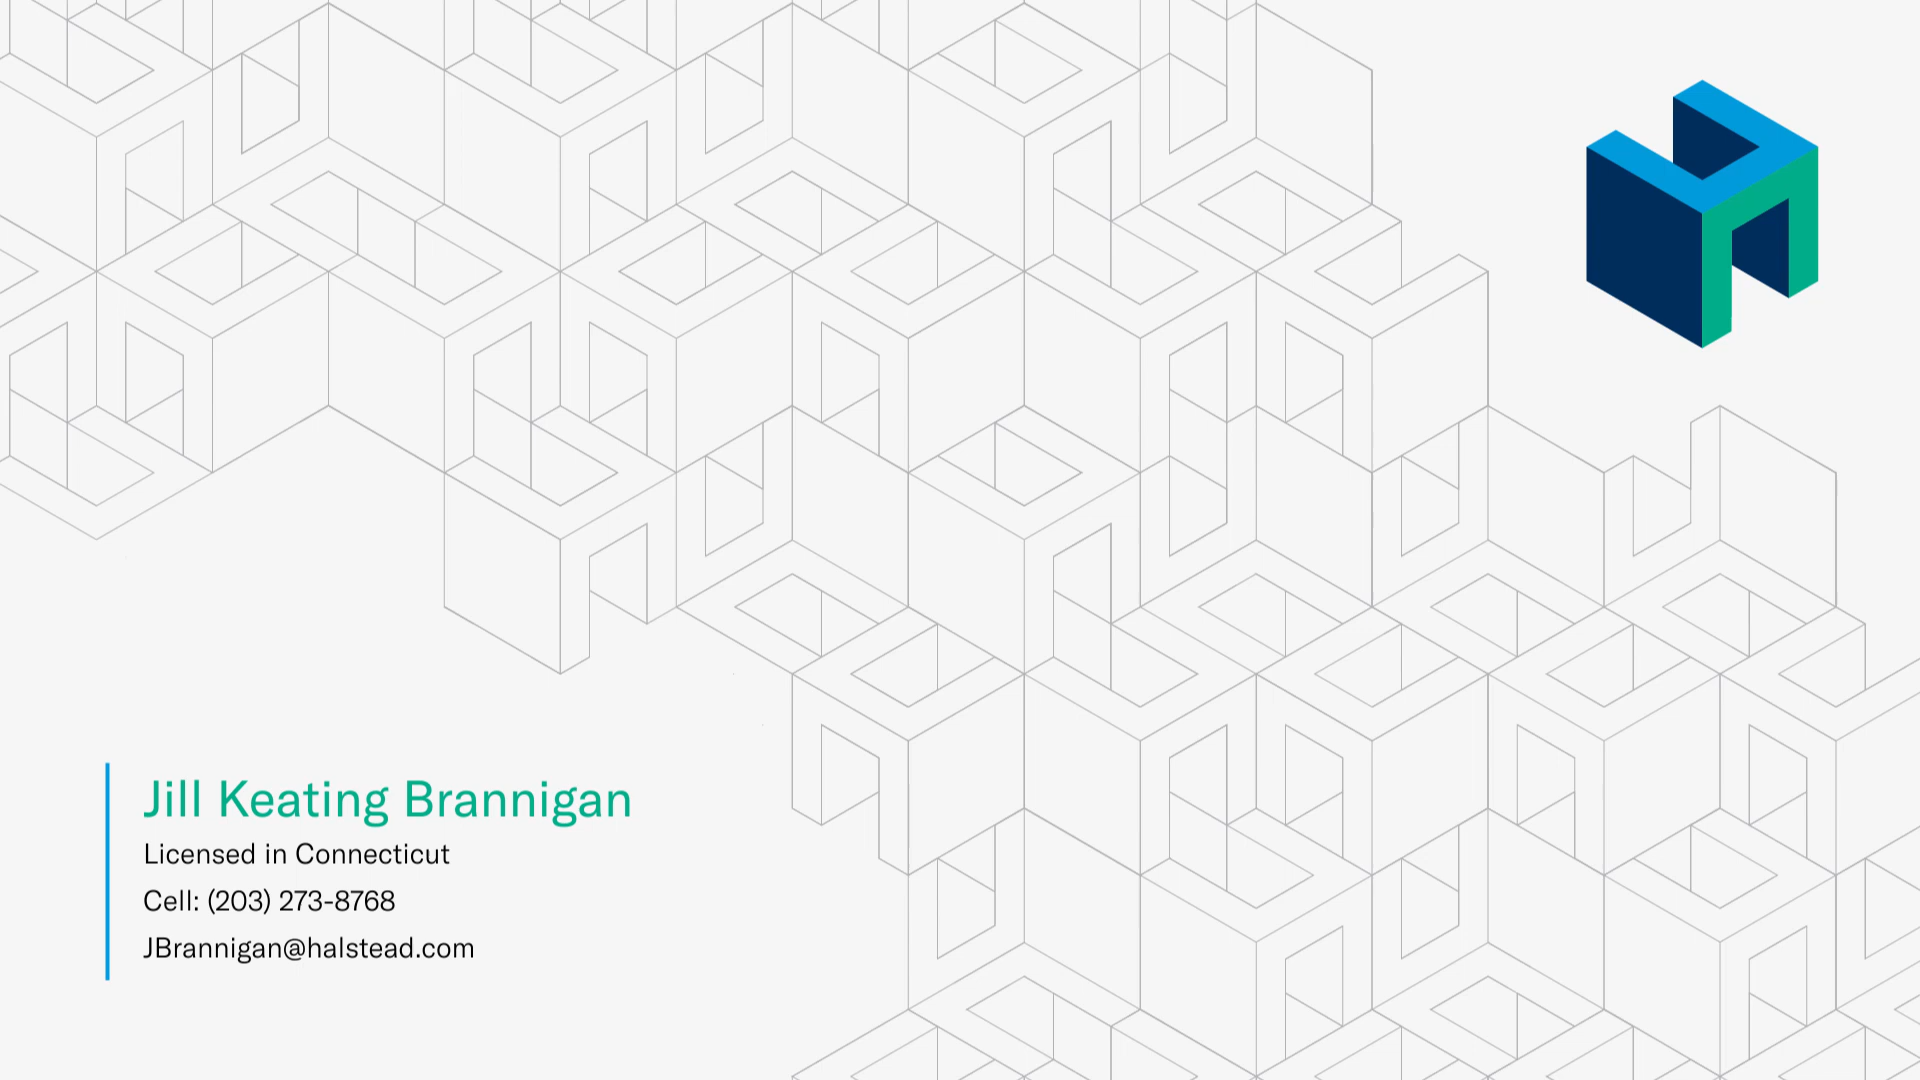 Jill Keating Brannigan
Licensed in Connecticut
Cell: (203) 273-8768
JBrannigan@halstead.com